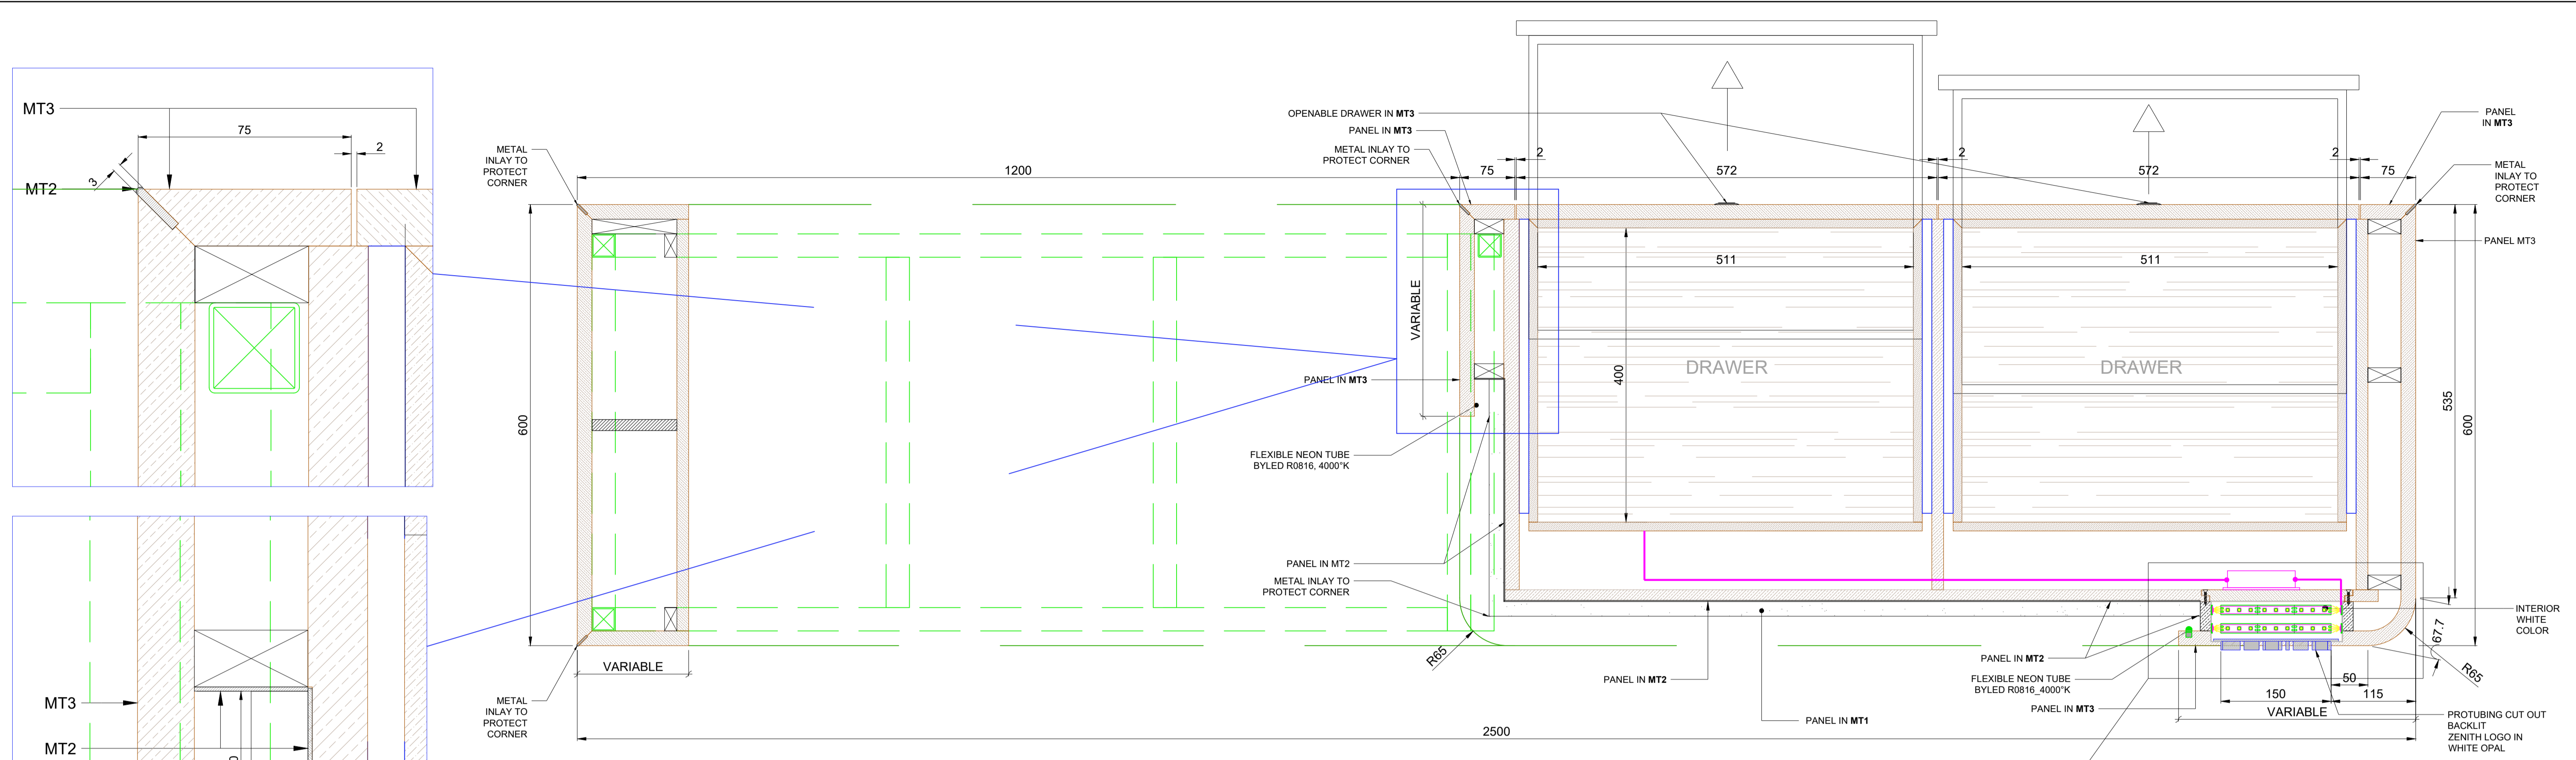 MT3
75
2
3
MT2
MT3
MT2
METAL
INLAY TO
PROTECT
CORNER
1200
600
VARIABLE
METAL
INLAY TO
PROTECT
CORNER
OPENABLE DRAWER IN MT3
PANEL IN MT3
METAL INLAY TO
PROTECT CORNER
75
2
572
2
572
2
75
PANEL
IN MT3
METAL
INLAY TO
PROTECT
CORNER
PANEL MT3
VARIABLE
511
511
400
DRAWER
DRAWER
PANEL IN MT3
535
600
FLEXIBLE NEON TUBE
BYLED R0816, 4000°K
PANEL IN MT2
METAL INLAY TO
PROTECT CORNER
R65
PANEL IN MT2
PANEL IN MT1
PANEL IN MT2
FLEXIBLE NEON TUBE
BYLED R0816_4000°K
PANEL IN MT3
INTERIOR
WHITE
COLOR
67.7
R65
50
150
115
VARIABLE
PROTUBING CUT OUT
BACKLIT
ZENITH LOGO IN
WHITE OPAL
2500